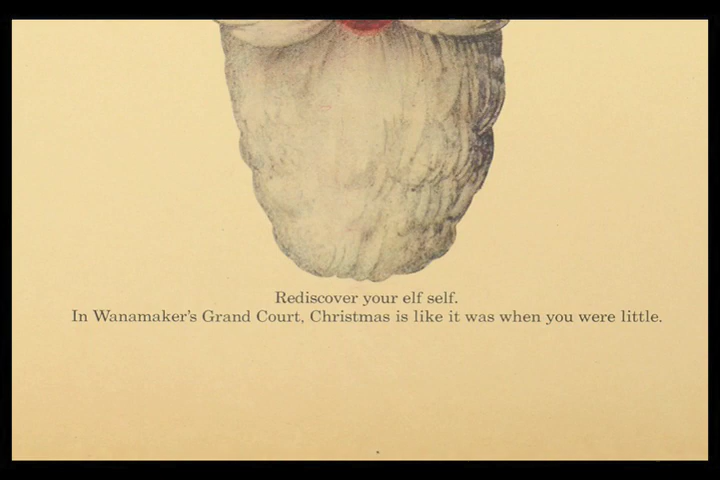 Rediscover your elf self.
In Wanamaker's Grand Court, Christmas is like it was when you were little.